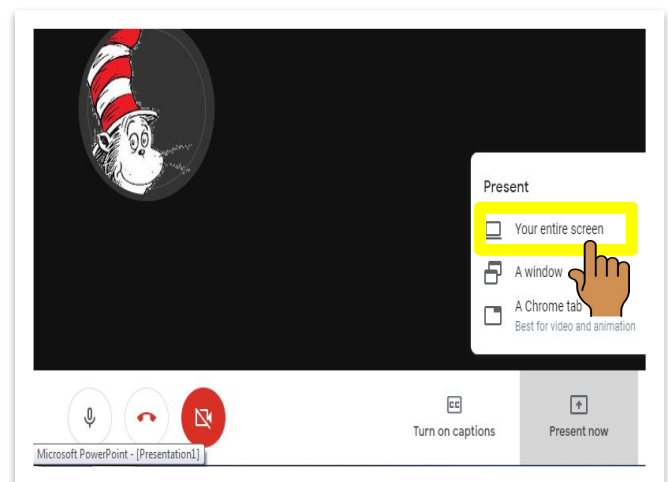 Present
Your entire screen
A window
A Chrome tab
Best for video and animation
CC
Turn on captions
Present now
Microsoft PowerPoint - [Presentation1]